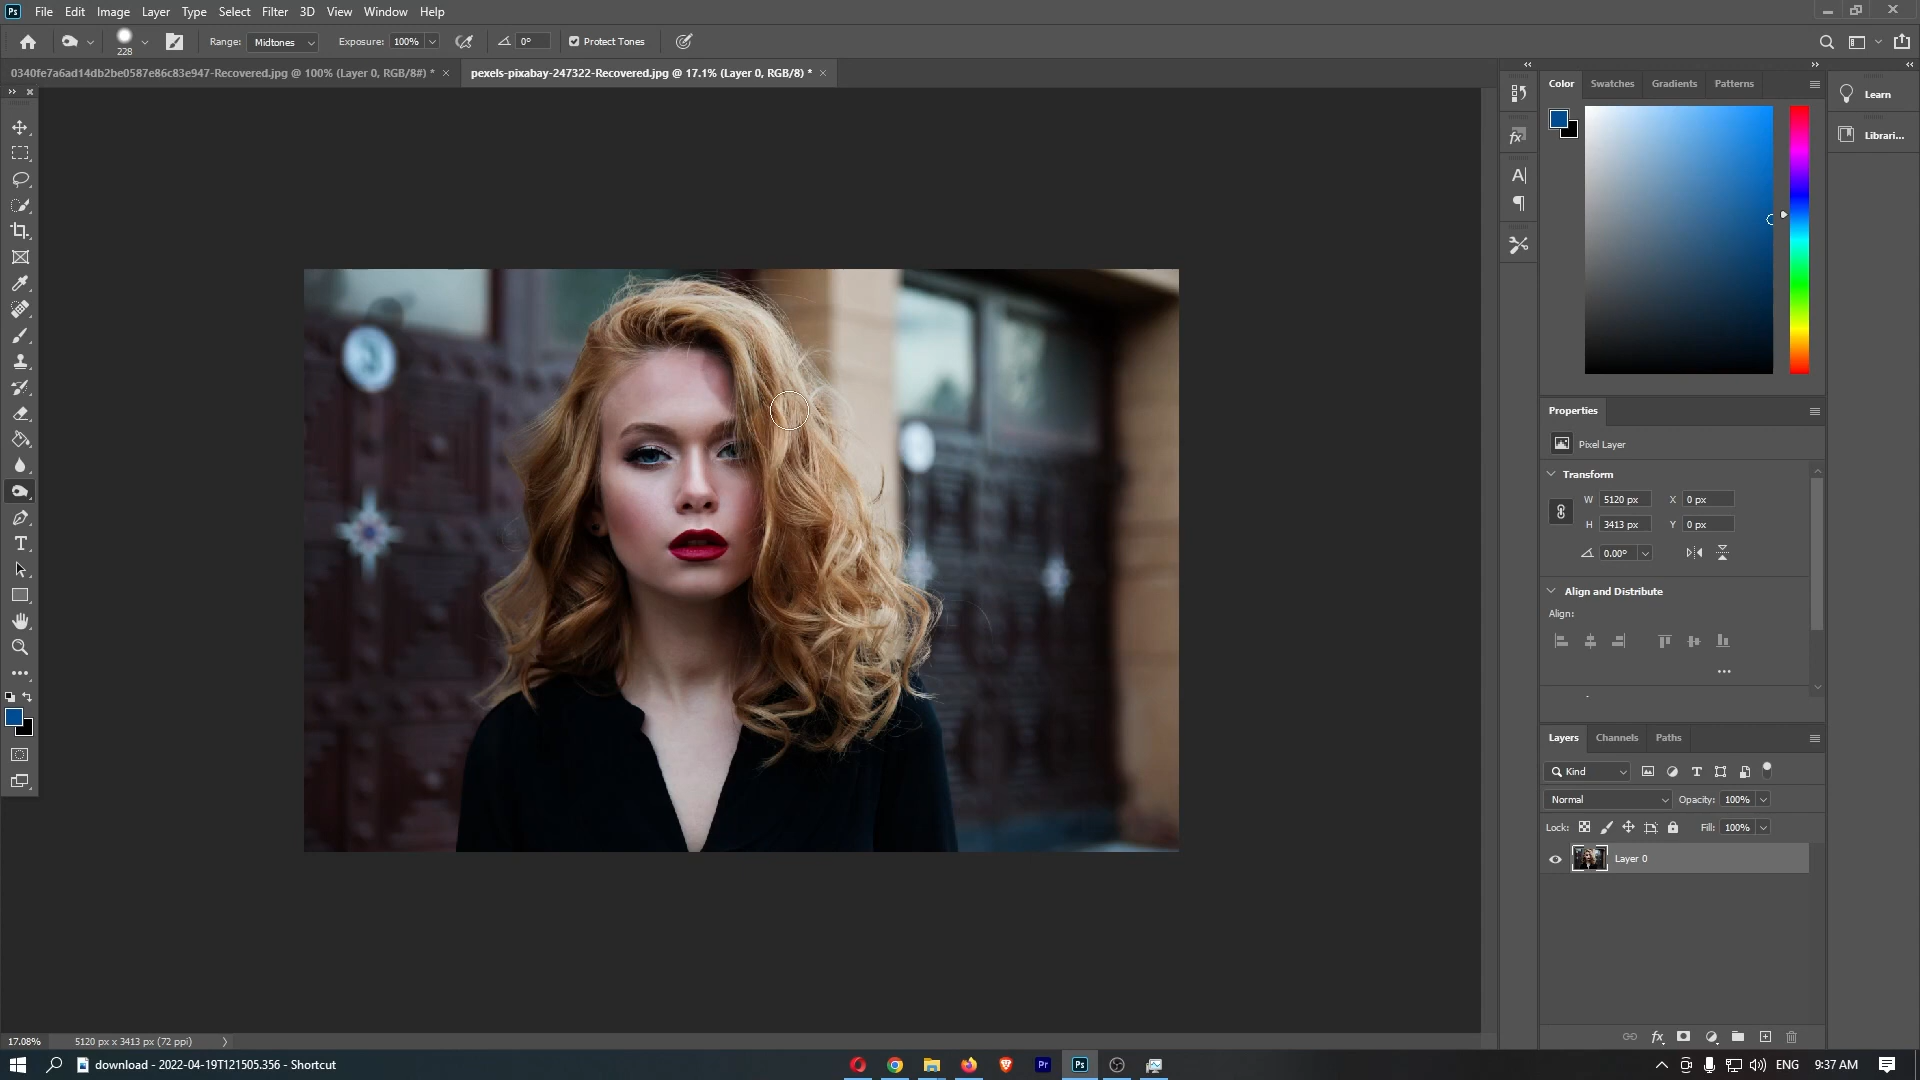 Ps File Edit Image Layer Type Select Filter 3D View Window Help
228 Range: Midtones Exposure: 100% 0° Protect Tones
0340fe7a6ad14db2be0587e86c83e947-Recovered.jpg @ 100% (Layer 0, RGB/8#) * pexels-pixabay-247322-Recovered.jpg @ 17.1% (Layer 0, RGB/8) *
Color Swatches Gradients Patterns
Learn
Librari...
Properties
Pixel Layer
Transform
W 5120 px X 0 px
H 3413 px Y 0 px
0.00°
Align and Distribute
Align:
Layers Channels Paths
Kind
Normal Opacity: 100%
Lock: Fill: 100%
Layer 0
17.08% 5120 px x 3413 px (72 ppi)
download - 2022-04-19T121505.356 - Shortcut Pr Ps ENG 9:37 AM